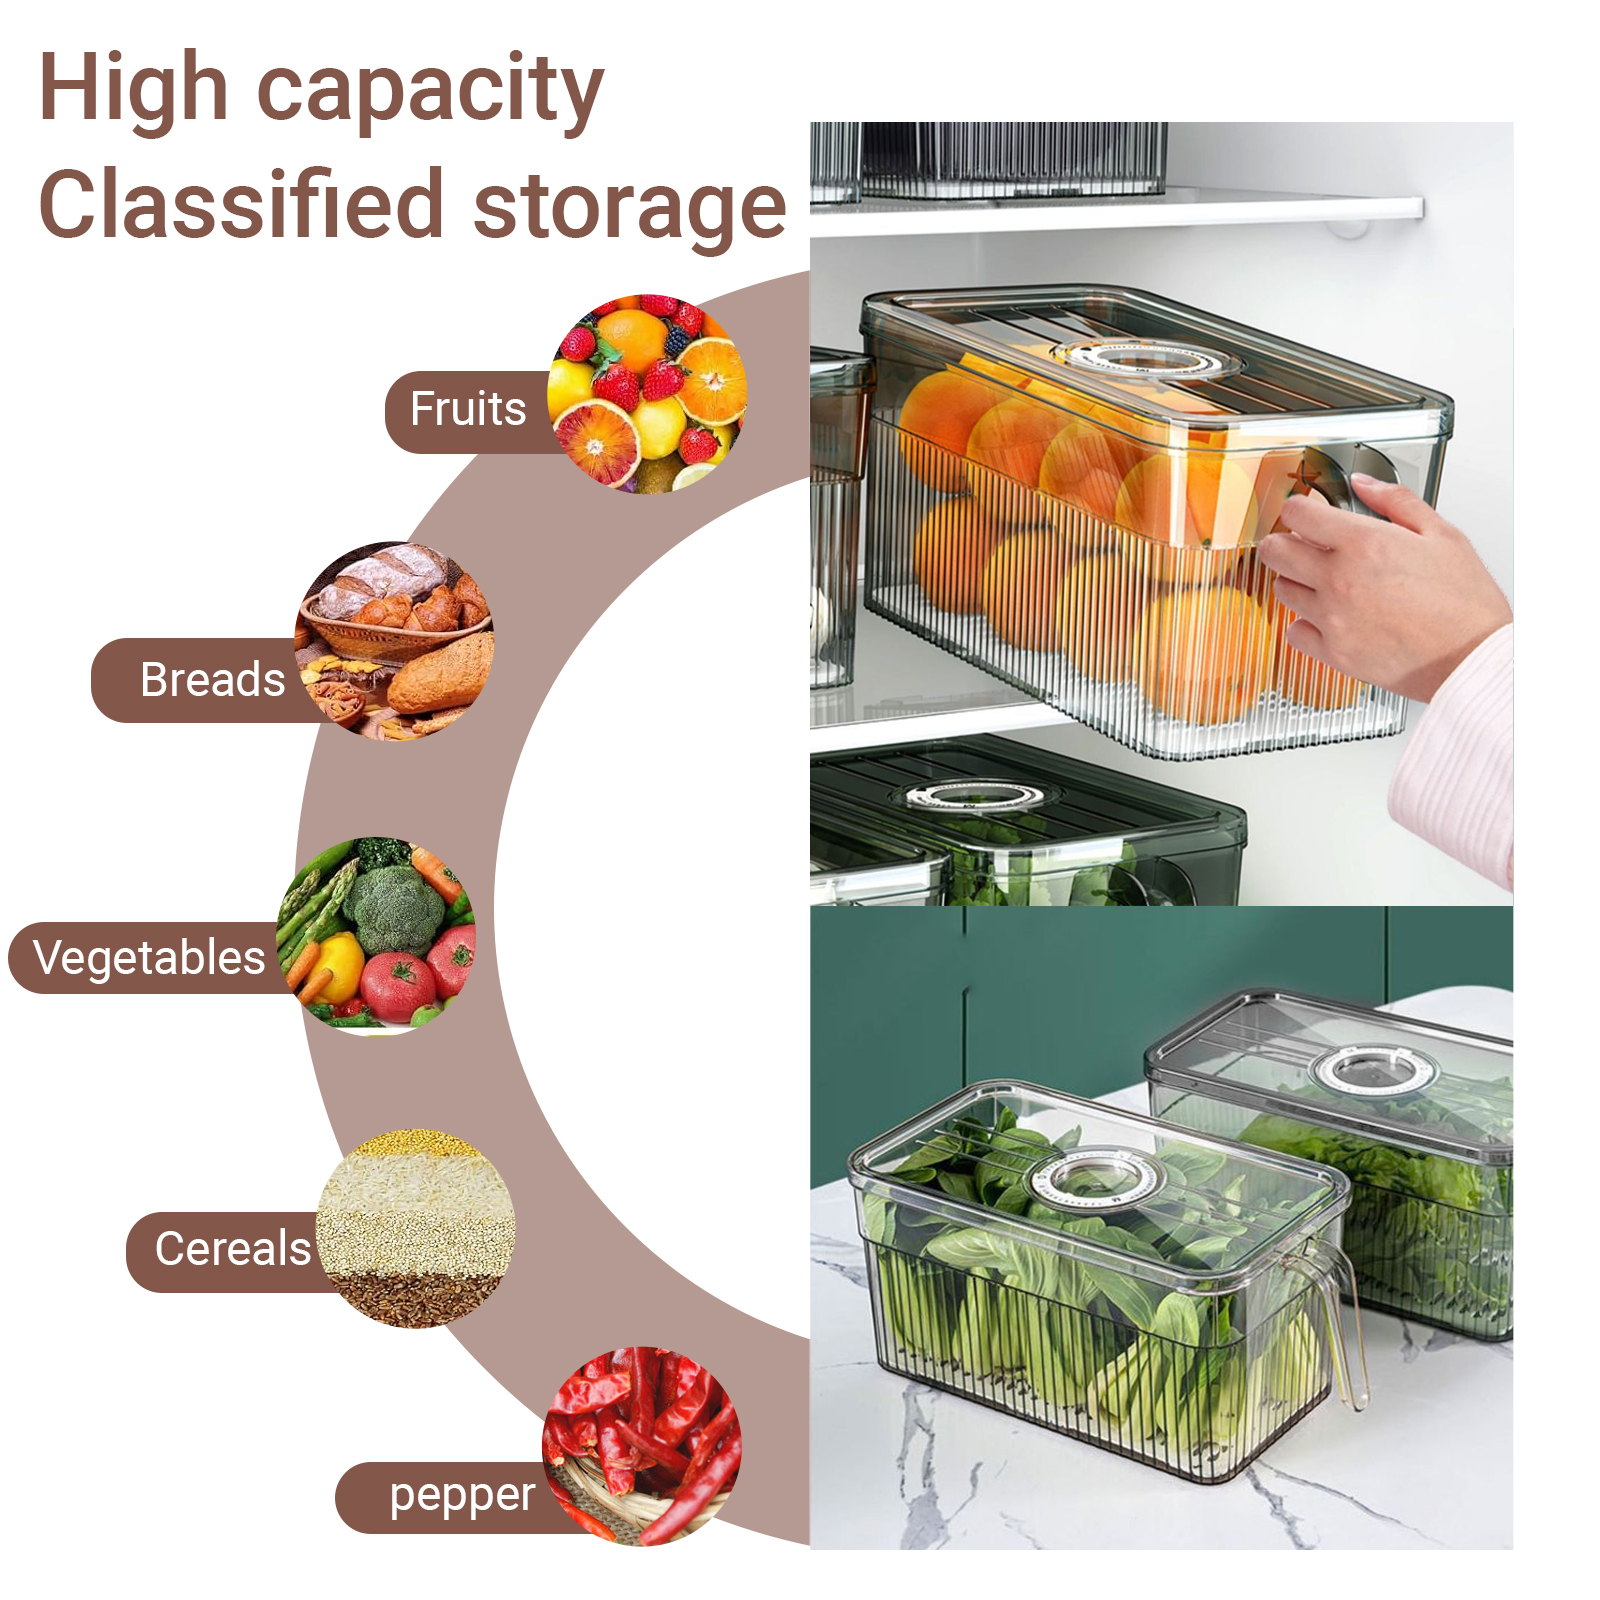 High capacity
Classified storage
Fruits
Breads
Vegetables
Cereals
pepper